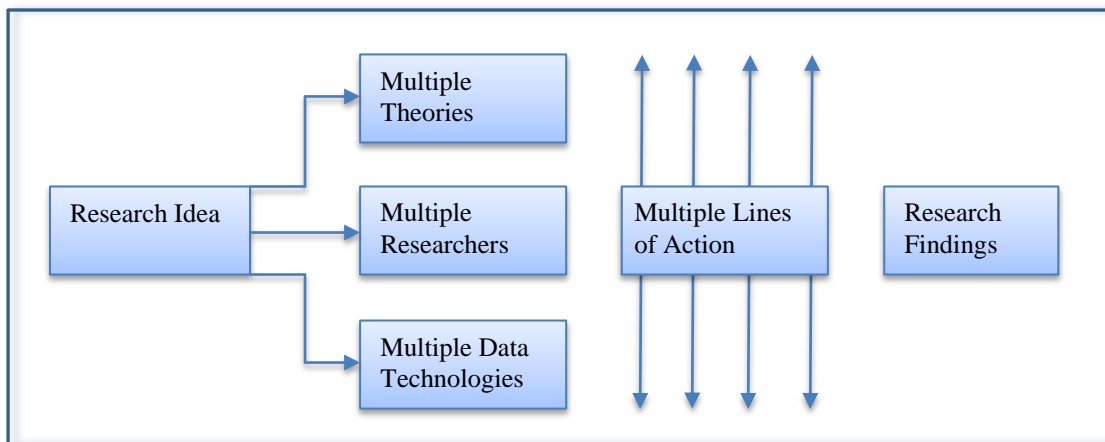 Multiple
Theories
Research Idea
Multiple
Researchers
Multiple Lines
of Action
Research
Findings
Multiple Data
Technologies